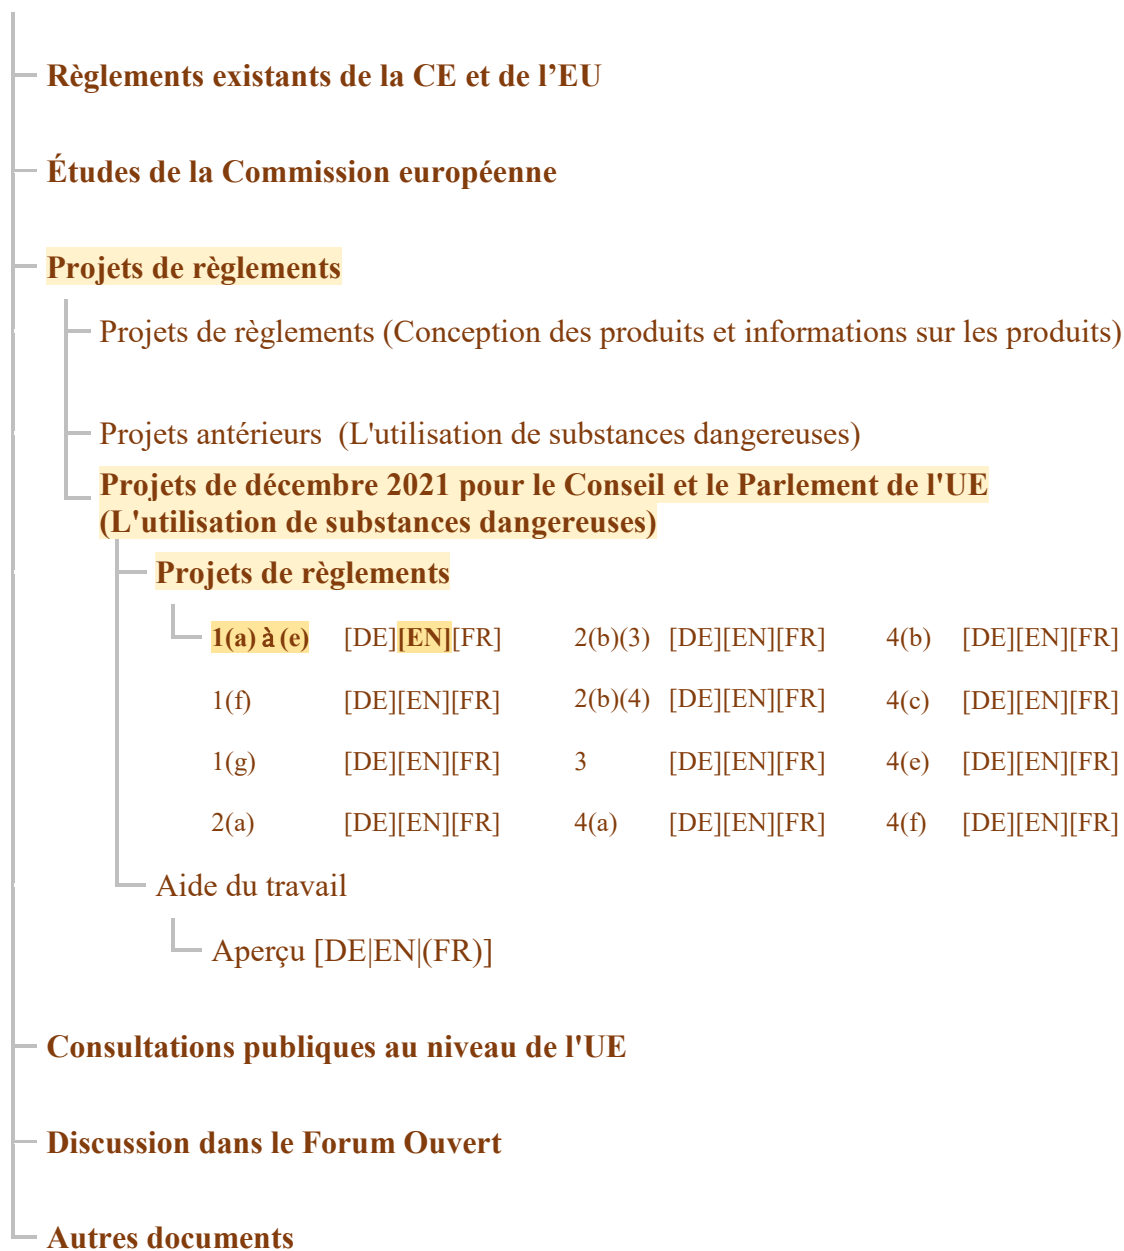 Règlements existants de la CE et de l’EU
Études de la Commission européenne
Projets de règlements
Projets de règlements (Conception des produits et informations sur les produits)
Projets antérieurs (L'utilisation de substances dangereuses)
Projets de décembre 2021 pour le Conseil et le Parlement de l'UE
(L'utilisation de substances dangereuses)
Projets de règlements
1(a) à (e) [DE][EN][FR] 2(b)(3) [DE][EN][FR] 4(b) [DE][EN][FR]
1(f) [DE][EN][FR] 2(b)(4) [DE][EN][FR] 4(c) [DE][EN][FR]
1(g) [DE][EN][FR] 3 [DE][EN][FR] 4(e) [DE][EN][FR]
2(a) [DE][EN][FR] 4(a) [DE][EN][FR] 4(f) [DE][EN][FR]
Aide du travail
Aperçu [DE|EN|(FR)]
Consultations publiques au niveau de l'UE
Discussion dans le Forum Ouvert
Autres documents